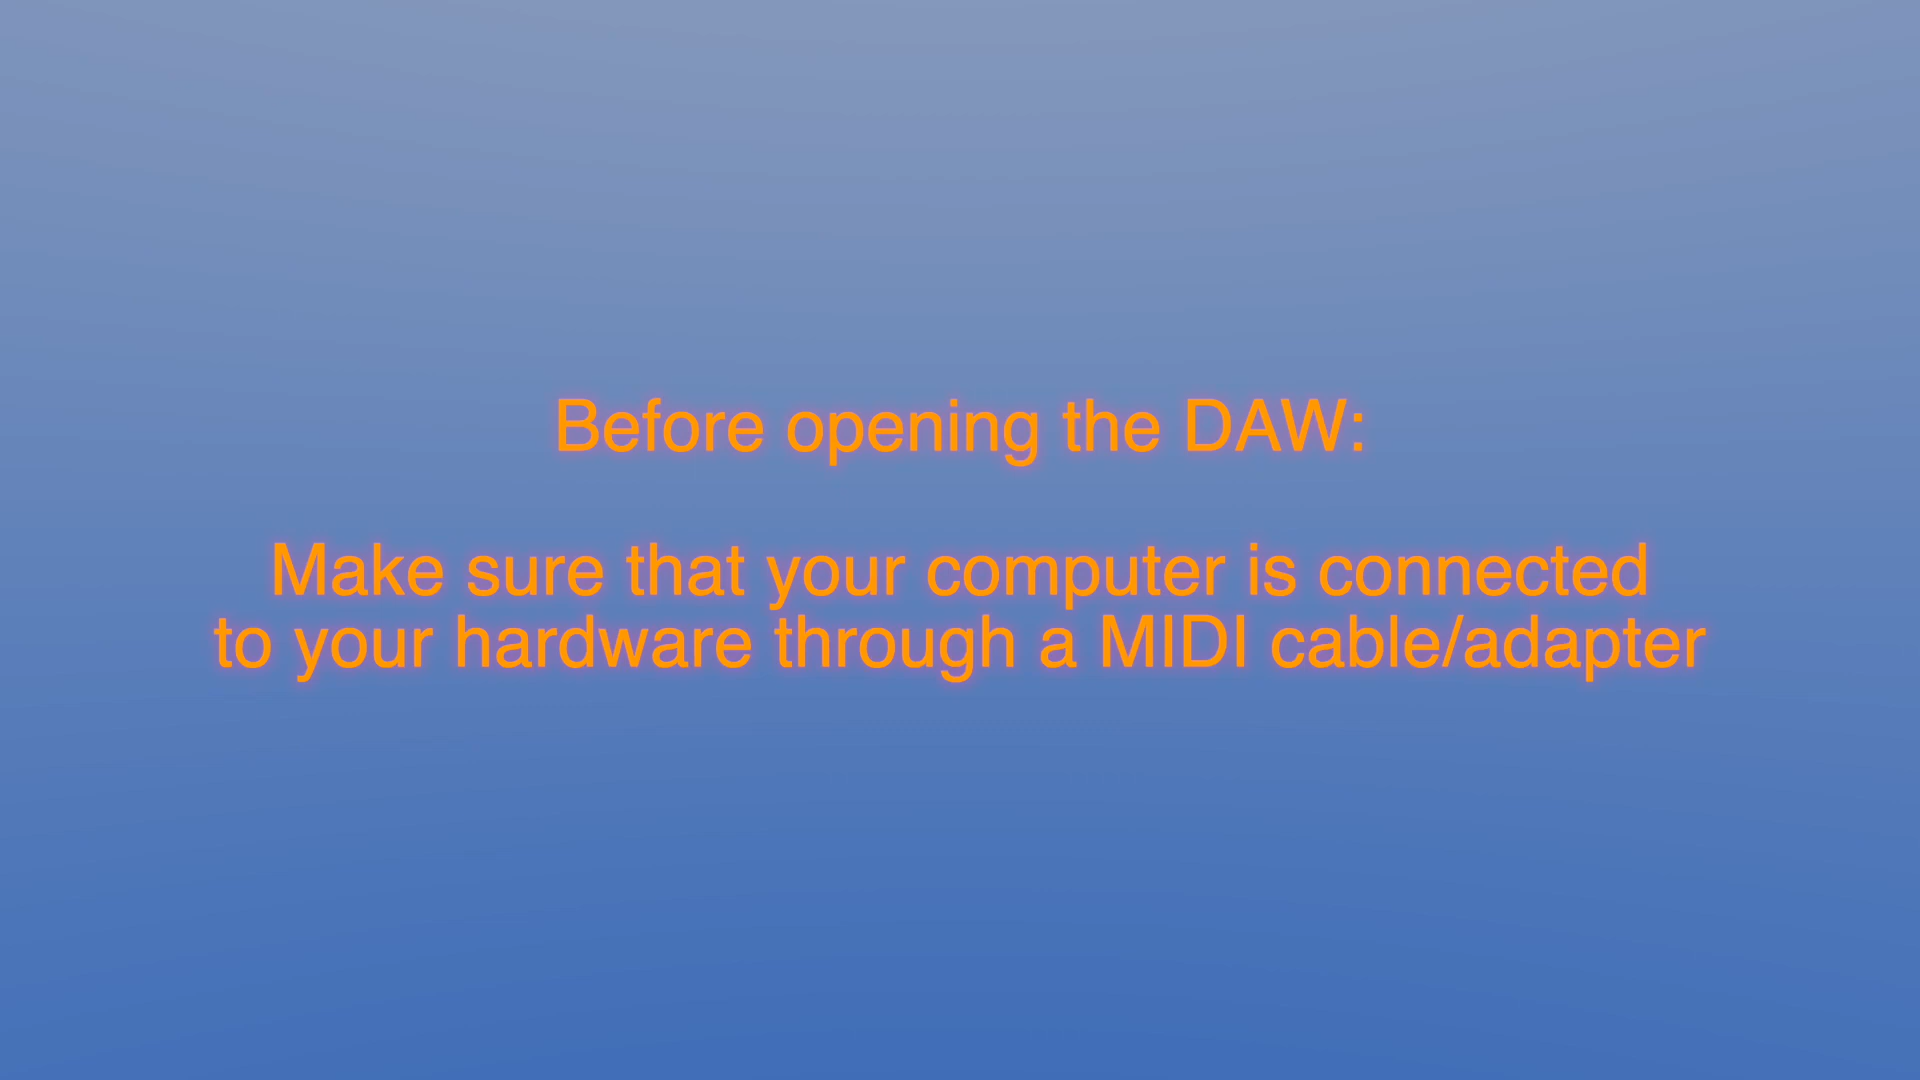 Before opening the DAW:
Make sure that your computer is connected
to your hardware through a MIDI cable/adapter